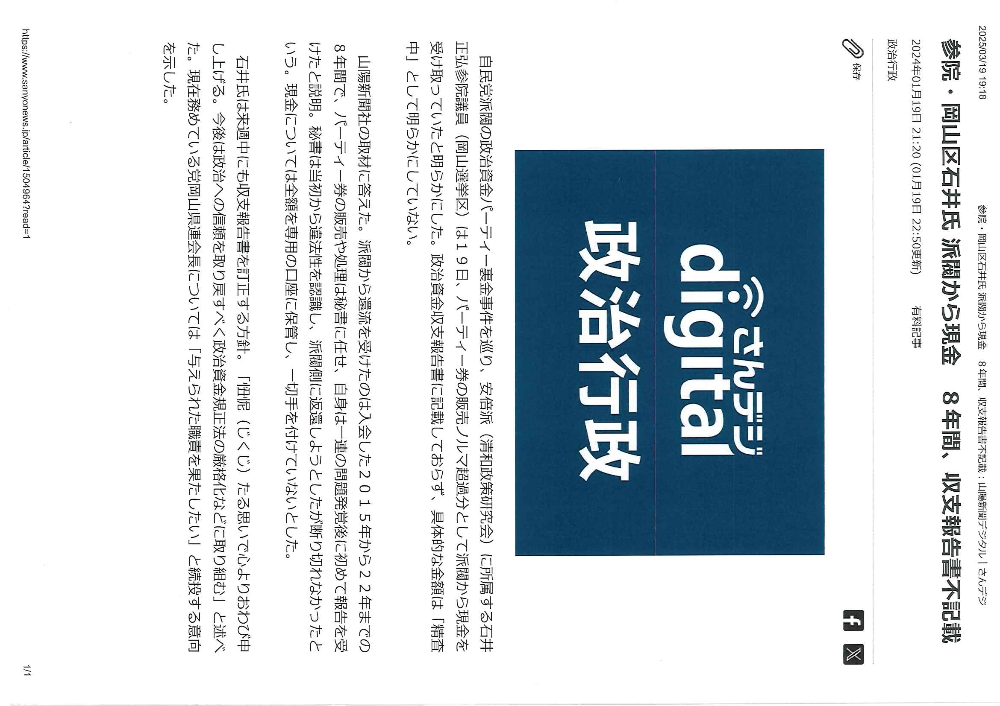 2025/03/19 19:18
参院・岡山区石井氏 派閥から現金　8年間、収支報告書不記載 : 山陽新聞デジタル｜さんデジ
参院・岡山区石井氏 派閥から現金　8年間、収支報告書不記載
2024年01月19日 21:20 (01月19日 22:50更新)　有料記事
政治行政
保存
さんデジ
digital
政治行政
　自民党派閥の政治資金パーティー裏金事件を巡り、安倍派（清和政策研究会）に所属する石井
正弘参院議員（岡山選挙区）は１９日、パーティー券の販売ノルマ超過分として派閥から現金を
受け取っていたと明らかにした。政治資金収支報告書に記載しておらず、具体的な金額は「精査
中」として明らかにしていない。
　山陽新聞社の取材に答えた。派閥から還流を受けたのは入会した２０１５年から２２年までの
８年間で、パーティー券の販売や処理は秘書に任せ、自身は一連の問題発覚後に初めて報告を受
けたと説明。秘書は当初から違法性を認識し、派閥側に返還しようとしたが断り切れなかったと
いう。現金については全額を専用の口座に保管し、一切手を付けていないとした。
　石井氏は来週中にも収支報告書を訂正する方針。「忸怩（じくじ）たる思いで心よりおわび申
し上げる。今後は政治への信頼を取り戻すべく政治資金規正法の厳格化などに取り組む」と述べ
た。現在務めている党岡山県連会長については「与えられた職責を果たしたい」と続投する意向
を示した。
https://www.sanyonews.jp/article/1504964?read=1
1/1